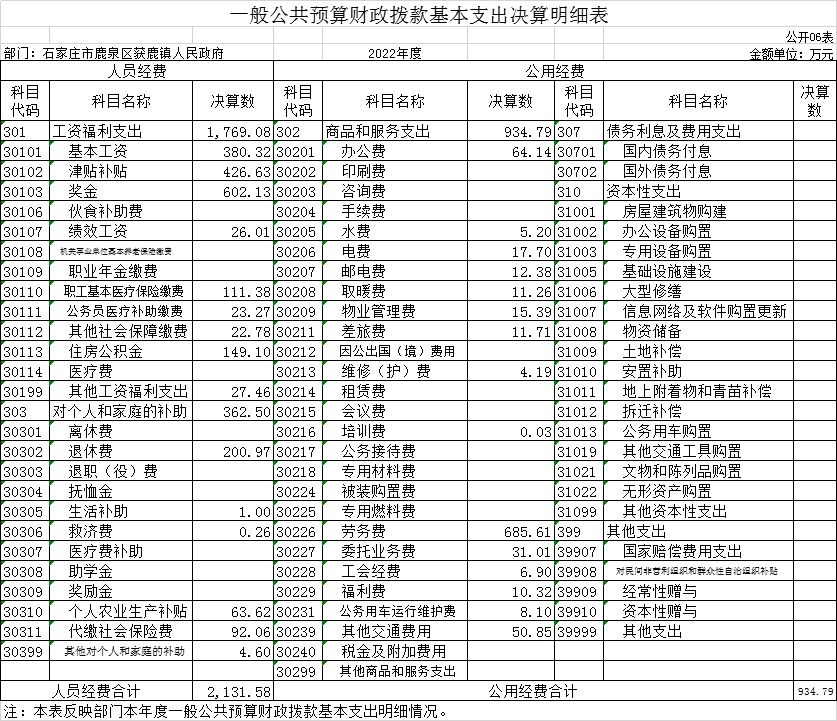 一般公共预算财政拨款基本支出决算明细表
公开06表
部门：石家庄市鹿泉区获鹿镇人民政府 2022年度 金额单位：万元
人员经费 公用经费
科目代码 科目名称 决算数 科目代码 科目名称 决算数 科目代码 科目名称 决算数
301 工资福利支出 1,769.08 302 商品和服务支出 934.79 307 债务利息及费用支出
30101 基本工资 380.32 30201 办公费 64.14 30701 国内债务付息
30102 津贴补贴 426.63 30202 印刷费 30702 国外债务付息
30103 奖金 602.13 30203 咨询费 310 资本性支出
30106 伙食补助费 30204 手续费 31001 房屋建筑物购建
30107 绩效工资 26.01 30205 水费 5.20 31002 办公设备购置
30108 机关事业单位基本养老保险缴费 30206 电费 17.70 31003 专用设备购置
30109 职业年金缴费 30207 邮电费 12.38 31005 基础设施建设
30110 职工基本医疗保险缴费 111.38 30208 取暖费 11.26 31006 大型修缮
30111 公务员医疗补助缴费 23.27 30209 物业管理费 15.39 31007 信息网络及软件购置更新
30112 其他社会保障缴费 22.78 30211 差旅费 11.71 31008 物资储备
30113 住房公积金 149.10 30212 因公出国（境）费用 31009 土地补偿
30114 医疗费 30213 维修（护）费 4.19 31010 安置补助
30199 其他工资福利支出 27.46 30214 租赁费 31011 地上附着物和青苗补偿
303 对个人和家庭的补助 362.50 30215 会议费 31012 拆迁补偿
30301 离休费 30216 培训费 0.03 31013 公务用车购置
30302 退休费 200.97 30217 公务接待费 31019 其他交通工具购置
30303 退职（役）费 30218 专用材料费 31021 文物和陈列品购置
30304 抚恤金 30224 被装购置费 31022 无形资产购置
30305 生活补助 1.00 30225 专用燃料费 31099 其他资本性支出
30306 救济费 0.26 30226 劳务费 685.61 399 其他支出
30307 医疗费补助 30227 委托业务费 31.01 39907 国家赔偿费用支出
30308 助学金 30228 工会经费 6.90 39908 对民间非营利组织和群众性自治组织补贴
30309 奖励金 30229 福利费 10.32 39909 经常性赠与
30310 个人农业生产补贴 63.62 30231 公务用车运行维护费 8.10 39910 资本性赠与
30311 代缴社会保险费 92.06 30239 其他交通费用 50.85 39999 其他支出
30399 其他对个人和家庭的补助 4.60 30240 税金及附加费用
30299 其他商品和服务支出
人员经费合计 2,131.58 公用经费合计 934.79
注：本表反映部门本年度一般公共预算财政拨款基本支出明细情况。